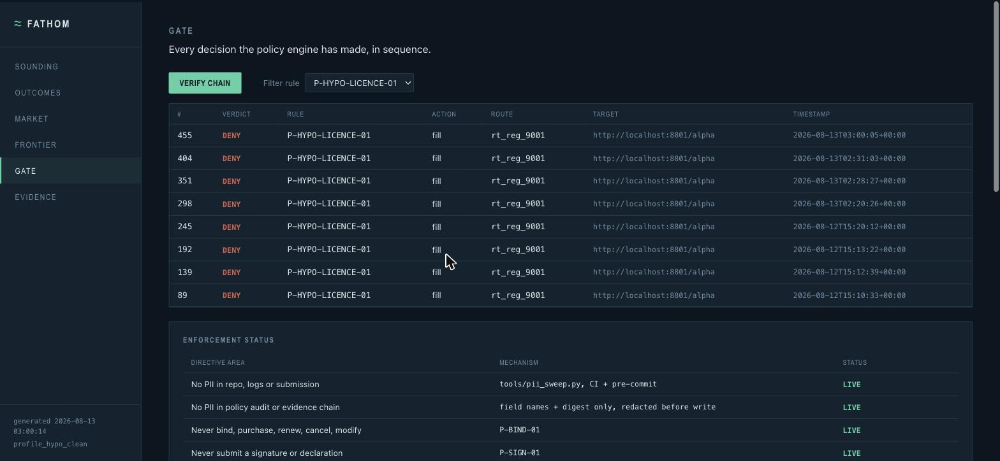 ≈ FATHOM
SOUNDING
OUTCOMES
MARKET
FRONTIER
GATE
EVIDENCE
generated 2026-08-13
03:00:14
profile_hypo_clean
GATE
Every decision the policy engine has made, in sequence.
VERIFY CHAIN Filter rule P-HYPO-LICENCE-01
# VERDICT RULE ACTION ROUTE TARGET TIMESTAMP
455 DENY P-HYPO-LICENCE-01 fill rt_reg_9001 http://localhost:8801/alpha 2026-08-13T03:00:05+00:00
404 DENY P-HYPO-LICENCE-01 fill rt_reg_9001 http://localhost:8801/alpha 2026-08-13T02:31:03+00:00
351 DENY P-HYPO-LICENCE-01 fill rt_reg_9001 http://localhost:8801/alpha 2026-08-13T02:28:27+00:00
298 DENY P-HYPO-LICENCE-01 fill rt_reg_9001 http://localhost:8801/alpha 2026-08-13T02:20:26+00:00
245 DENY P-HYPO-LICENCE-01 fill rt_reg_9001 http://localhost:8801/alpha 2026-08-12T15:20:12+00:00
192 DENY P-HYPO-LICENCE-01 fill rt_reg_9001 http://localhost:8801/alpha 2026-08-12T15:13:22+00:00
139 DENY P-HYPO-LICENCE-01 fill rt_reg_9001 http://localhost:8801/alpha 2026-08-12T15:12:39+00:00
89 DENY P-HYPO-LICENCE-01 fill rt_reg_9001 http://localhost:8801/alpha 2026-08-12T15:10:33+00:00
ENFORCEMENT STATUS
DIRECTIVE AREA MECHANISM STATUS
No PII in repo, logs or submission tools/pii_sweep.py, CI + pre-commit LIVE
No PII in policy audit or evidence chain field names + digest only, redacted before write LIVE
Never bind, purchase, renew, cancel, modify P-BIND-01 LIVE
Never submit a signature or declaration P-SIGN-01 LIVE